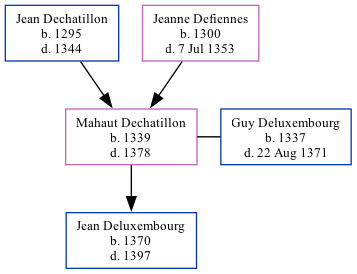 Jean Dechatillon
b. 1295
d. 1344
Jeanne Defiennes
b. 1300
d. 7 Jul 1353
Mahaut Dechatillon
b. 1339
d. 1378
Guy Deluxembourg
b. 1337
d. 22 Aug 1371
Jean Deluxembourg
b. 1370
d. 1397